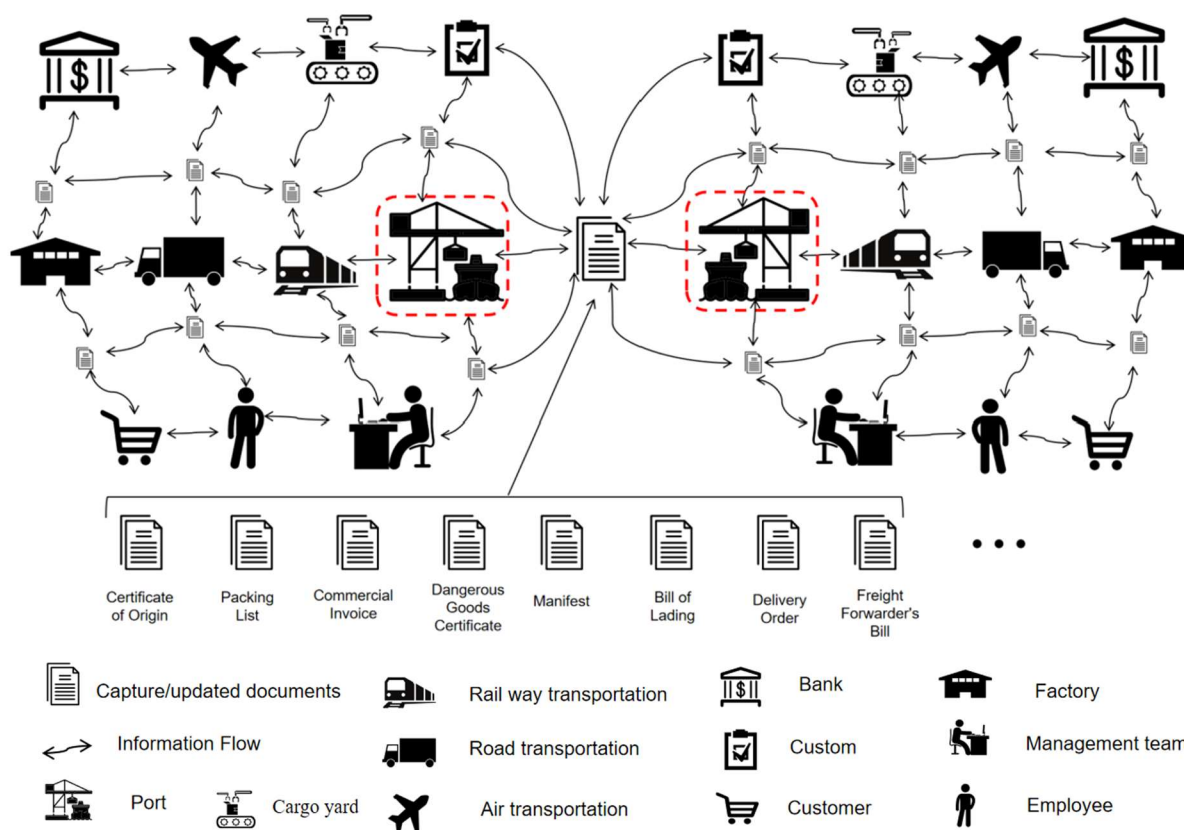 Certificate
of Origin
Packing
List
Commercial
Invoice
Dangerous
Goods
Certificate
Manifest
Bill of
Lading
Delivery
Order
Freight
Forwarder's
Bill
Capture/updated documents
Rail way transportation
Bank
Factory
Information Flow
Road transportation
Custom
Management team
Port
Cargo yard
Air transportation
Customer
Employee